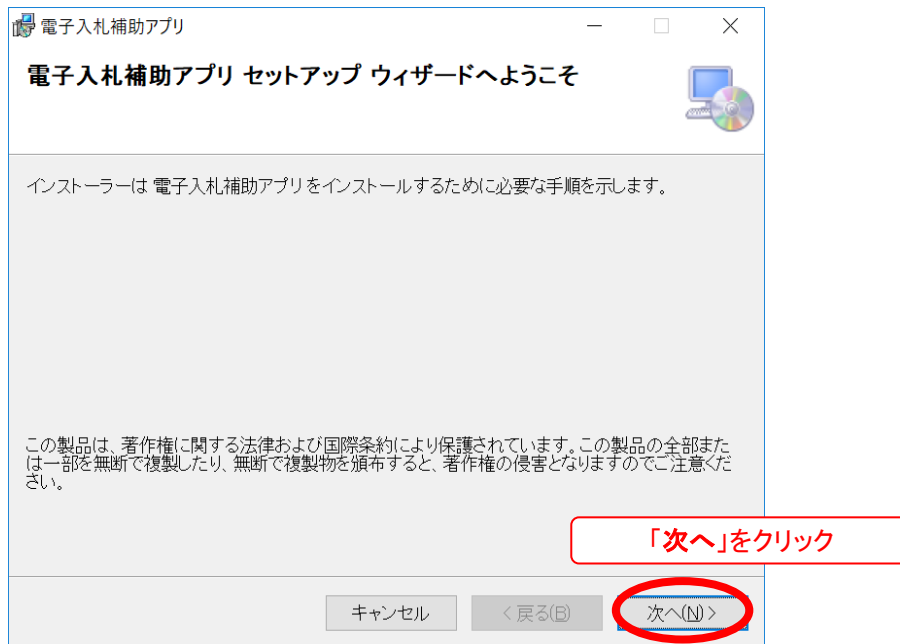 電子入札補助アプリ
電子入札補助アプリ セットアップ ウィザードへようこそ
インストーラーは 電子入札補助アプリをインストールするために必要な手順を示します。
この製品は、著作権に関する法律および国際条約により保護されています。この製品の全部また
は一部を無断で複製したり、無断で複製物を頒布すると、著作権の侵害となりますのでご注意くだ
さい。
「次へ」をクリック
キャンセル
< 戻る(B)
次へ(N) >